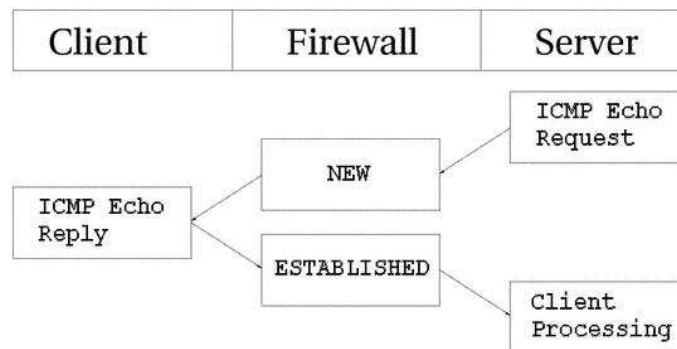 Client Firewall Server
ICMP Echo
Request
NEW
ICMP Echo
Reply
ESTABLISHED
Client
Processing